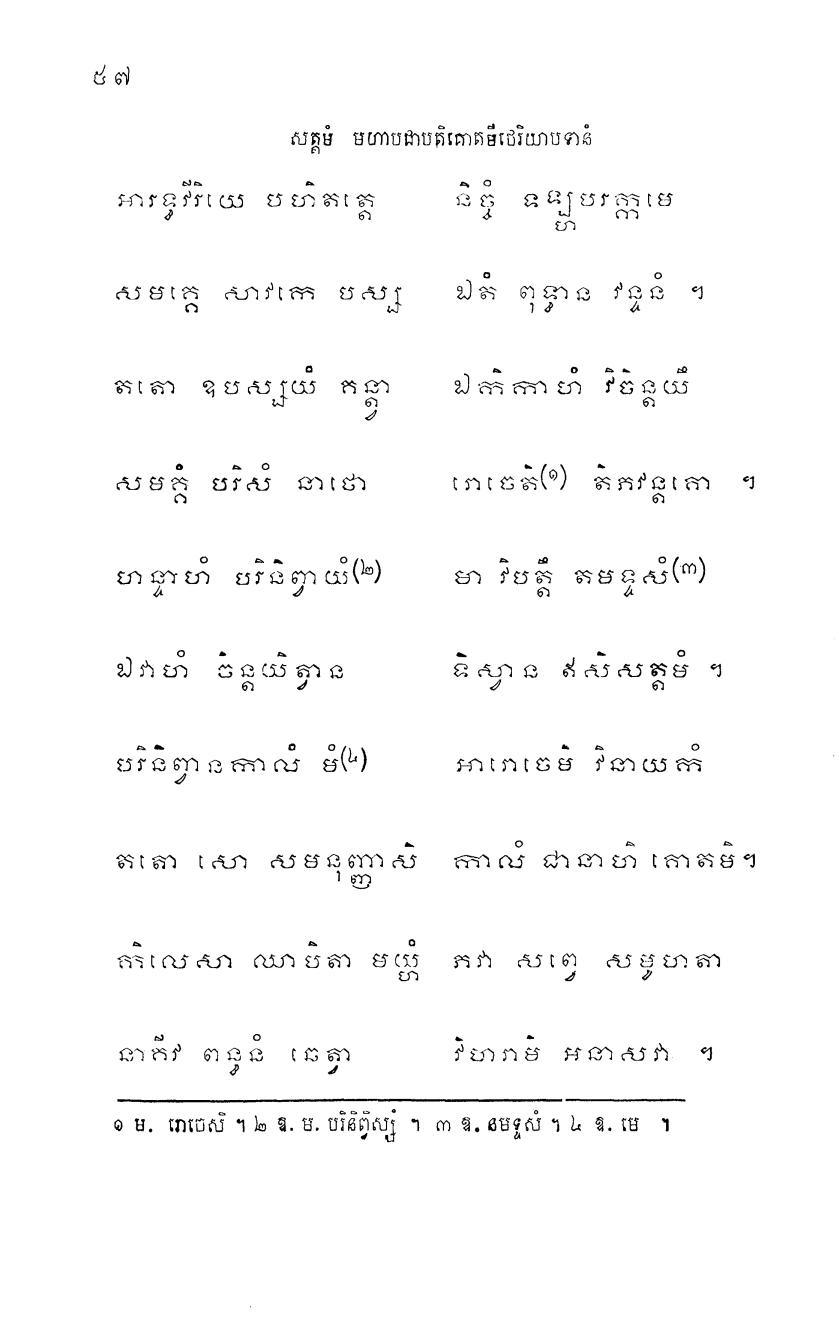 ៥៧
សត្តមំ មហាបជាបតិគោតមីថេរិយាបទានំ
អារទ្ធវីរិយេ បហិតត្តេ និច្ចំ ទឡ្ហបរក្កមេ
សមគ្គេ សាវកេ បស្ស ឯតំ ពុទ្ធាន វន្ទនំ ។
តតោ ឧបស្សយំ គន្ត្វា ឯកិកាហំ វិចិន្តយឹ
សមគ្គំ បរិសំ នាថោ រោចេតិ(១) តិភវន្តគោ ។
ហន្ទាហំ បរិនិព្វាយំ(២) មា វិបត្តឹ តមទ្ទសំ(៣)
ឯវាហំ ចិន្តយិត្វាន ទិស្វាន ឥសិសត្តមំ ។
បរិនិព្វានកាលំ មំ(៤) អារោចេមិ វិនាយកំ
តតោ សោ សមនុញ្ញាសិ កាលំ ជានាហិ គោតមិ។
កិលេសា ឈាបិតា មយ្ហំ ភវា សព្វេ សមូហតា
នាគីវ ពន្ធនំ ឆេត្វា វិហរាមិ អនាសវា ។
១ ម. រោចេសិ ។ ២ ឱ. ម. បរិនិព្វិស្សំ ។ ៣ ឱ. នមទ្ទសំ ។ ៤ ឱ. មេ ។